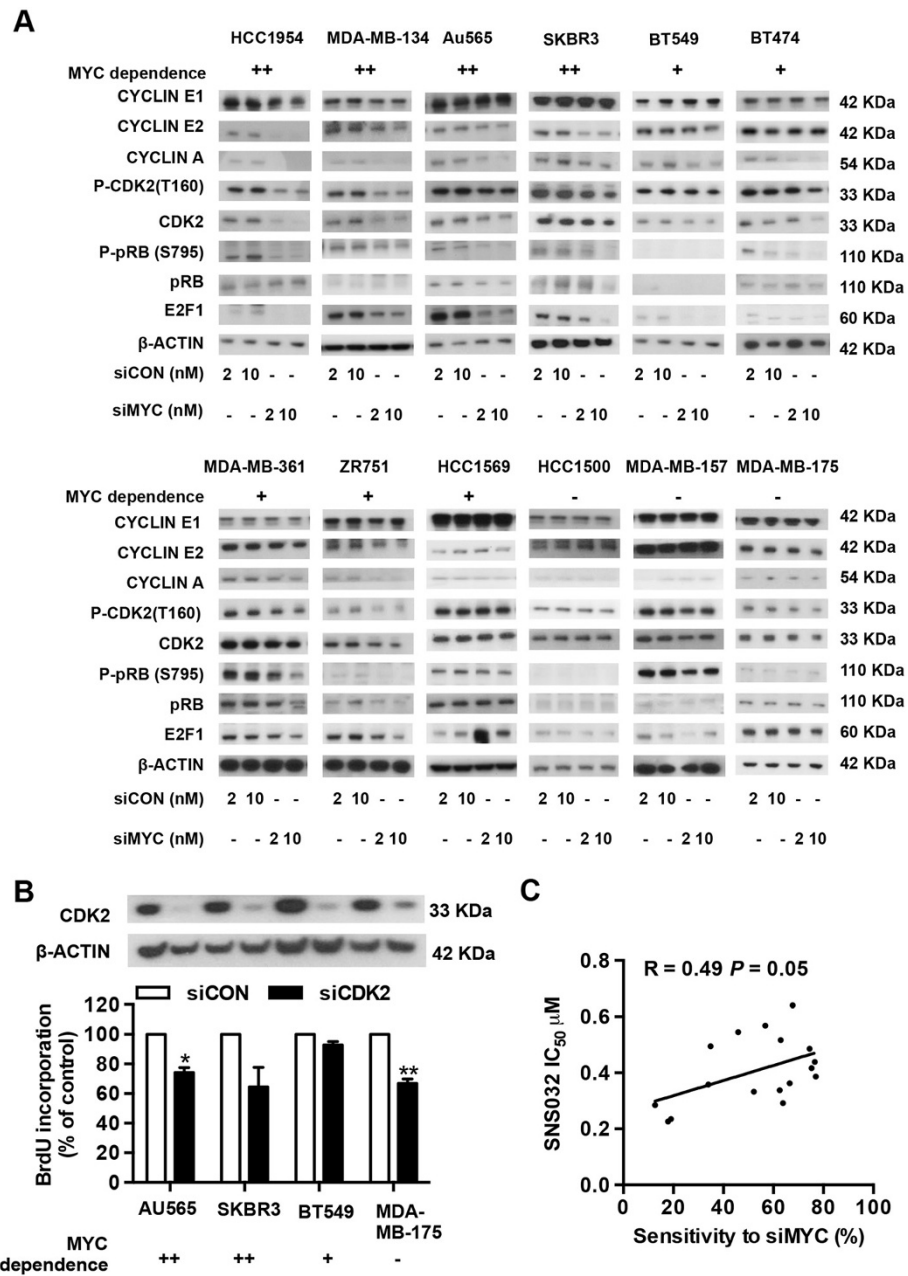 A
HCC1954 MDA-MB-134 Au565 SKBR3 BT549 BT474
MYC dependence ++ ++ ++ ++ + +
CYCLIN E1 42 KDa
CYCLIN E2 42 KDa
CYCLIN A 54 KDa
P-CDK2(T160) 33 KDa
CDK2 33 KDa
P-pRB (S795) 110 KDa
pRB 110 KDa
E2F1 60 KDa
β-ACTIN 42 KDa
siCON (nM) 2 10 - - 2 10 - - 2 10 - - 2 10 - - 2 10 - - 2 10 - -
siMYC (nM) - - 2 10 - - 2 10 - - 2 10 - - 2 10 - - 2 10 - - 2 10
MDA-MB-361 ZR751 HCC1569 HCC1500 MDA-MB-157 MDA-MB-175
MYC dependence + + + - - -
CYCLIN E1 42 KDa
CYCLIN E2 42 KDa
CYCLIN A 54 KDa
P-CDK2(T160) 33 KDa
CDK2 33 KDa
P-pRB (S795) 110 KDa
pRB 110 KDa
E2F1 60 KDa
β-ACTIN 42 KDa
siCON (nM) 2 10 - - 2 10 - - 2 10 - - 2 10 - - 2 10 - - 2 10 - -
siMYC (nM) - - 2 10 - - 2 10 - - 2 10 - - 2 10 - - 2 10 - - 2 10
B
CDK2 33 KDa
β-ACTIN 42 KDa
siCON siCDK2
BrdU incorporation
(% of control)
120
100
80
60
40
20
0
* **
AU565 SKBR3 BT549 MDA-
MB-175
MYC
dependence ++ ++ + -
C
R = 0.49 P = 0.05
SNS032 IC50 μM
0.8
0.6
0.4
0.2
0.0
0 20 40 60 80 100
Sensitivity to siMYC (%)